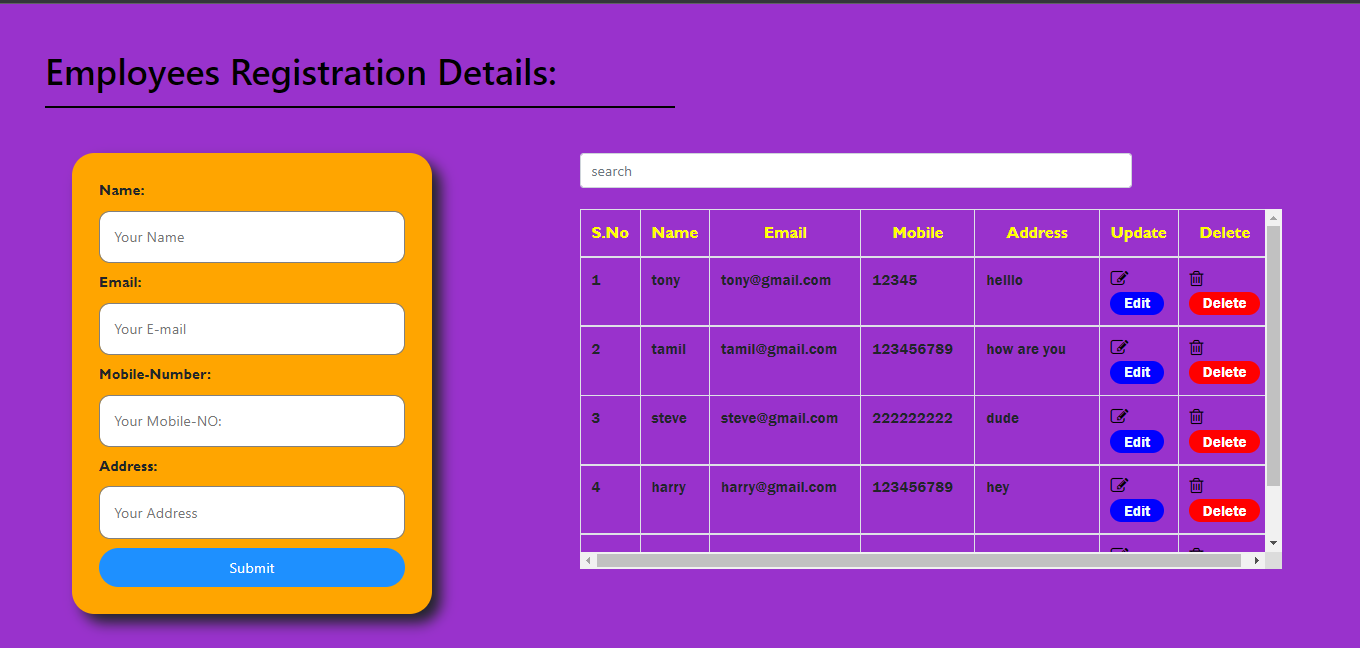 Employees Registration Details:
Name:
Your Name
Email:
Your E-mail
Mobile-Number:
Your Mobile-NO:
Address:
Your Address
Submit
search
S.No Name Email Mobile Address Update Delete
1 tony tony@gmail.com 12345 helllo
Edit Delete
2 tamil tamil@gmail.com 123456789 how are you
Edit Delete
3 steve steve@gmail.com 222222222 dude
Edit Delete
4 harry harry@gmail.com 123456789 hey
Edit Delete